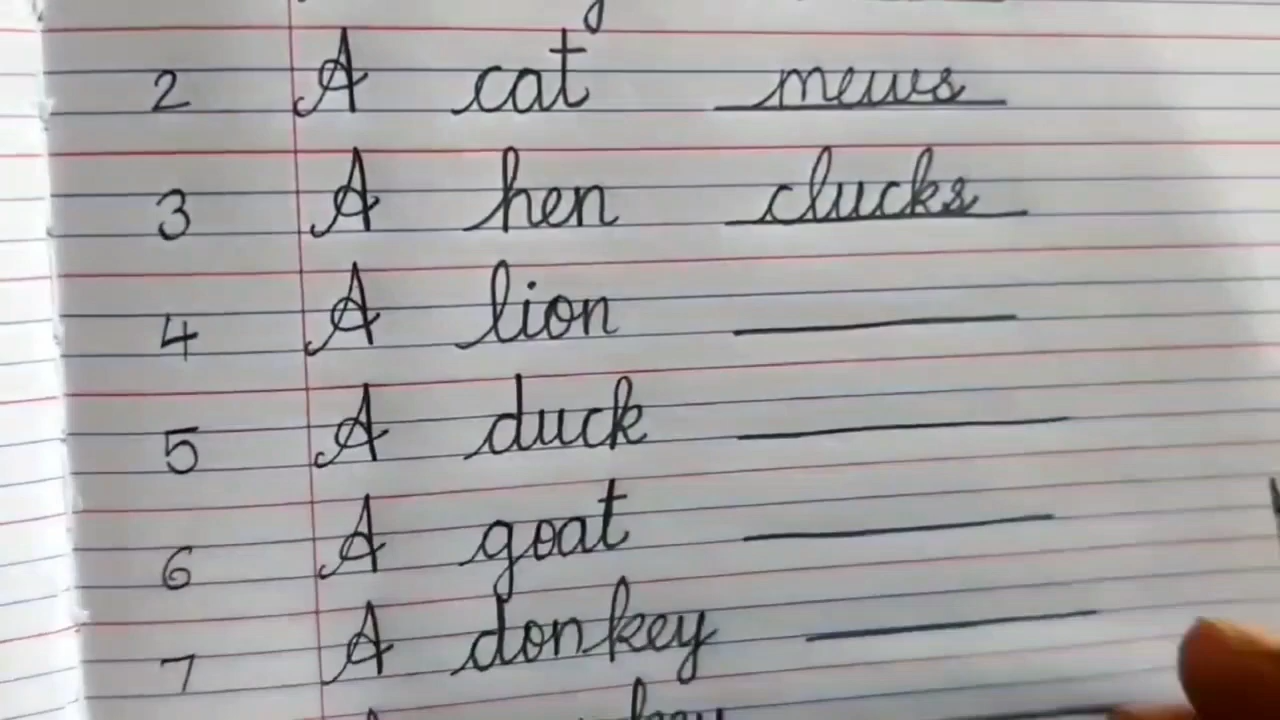 2 A cat mews
3 A hen clucks
4 A lion
5 A duck
6 A goat
7 A donkey